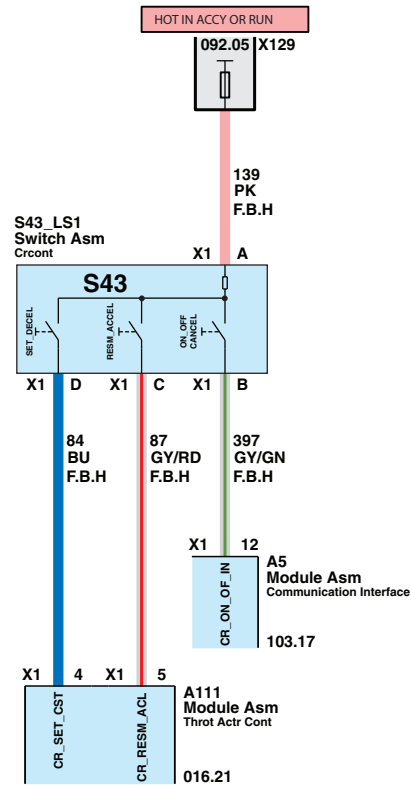 HOT IN ACCY OR RUN
092.05 X129
139
PK
F.B.H
S43_LS1
Switch Asm
Crcont
X1 A
S43
SET_DECEL
RESM_ACCEL
ON_OFF
CANCEL
X1 D X1 C X1 B
84
BU
F.B.H
87
GY/RD
F.B.H
397
GY/GN
F.B.H
X1 12
A5
Module Asm
Communication Interface
CR_ON_OF_IN
103.17
X1 4 X1 5
A111
Module Asm
Throt Actr Cont
CR_SET_CST
CR_RESM_ACL
016.21